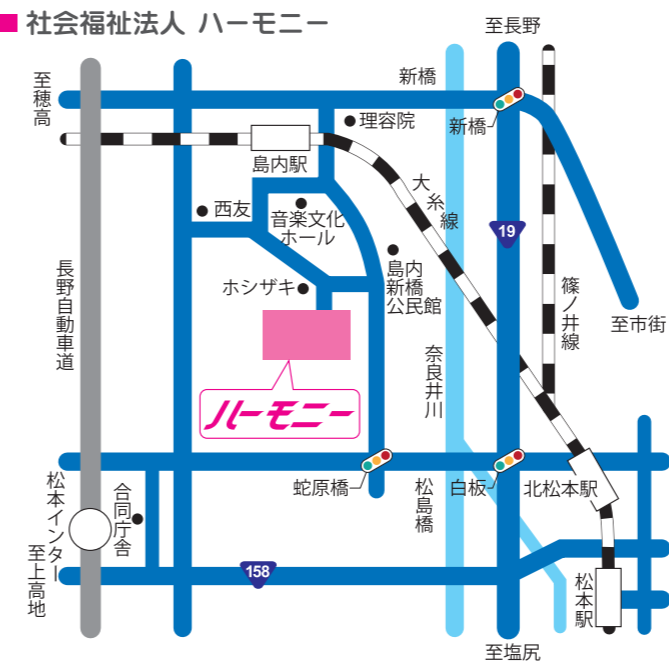 社会福祉法人 ハーモニー
至長野
至穂高
新橋
理容院
新橋
島内駅
大糸線
西友
音楽文化
ホール
19
島内
新橋
公民館
長野自動車道
ホシザキ
篠ノ井線
至市街
奈良井川
ハーモニー
蛇原橋
松島橋
白板
北松本駅
松本インター
合同庁舎
至上高地
158
松本駅
至塩尻